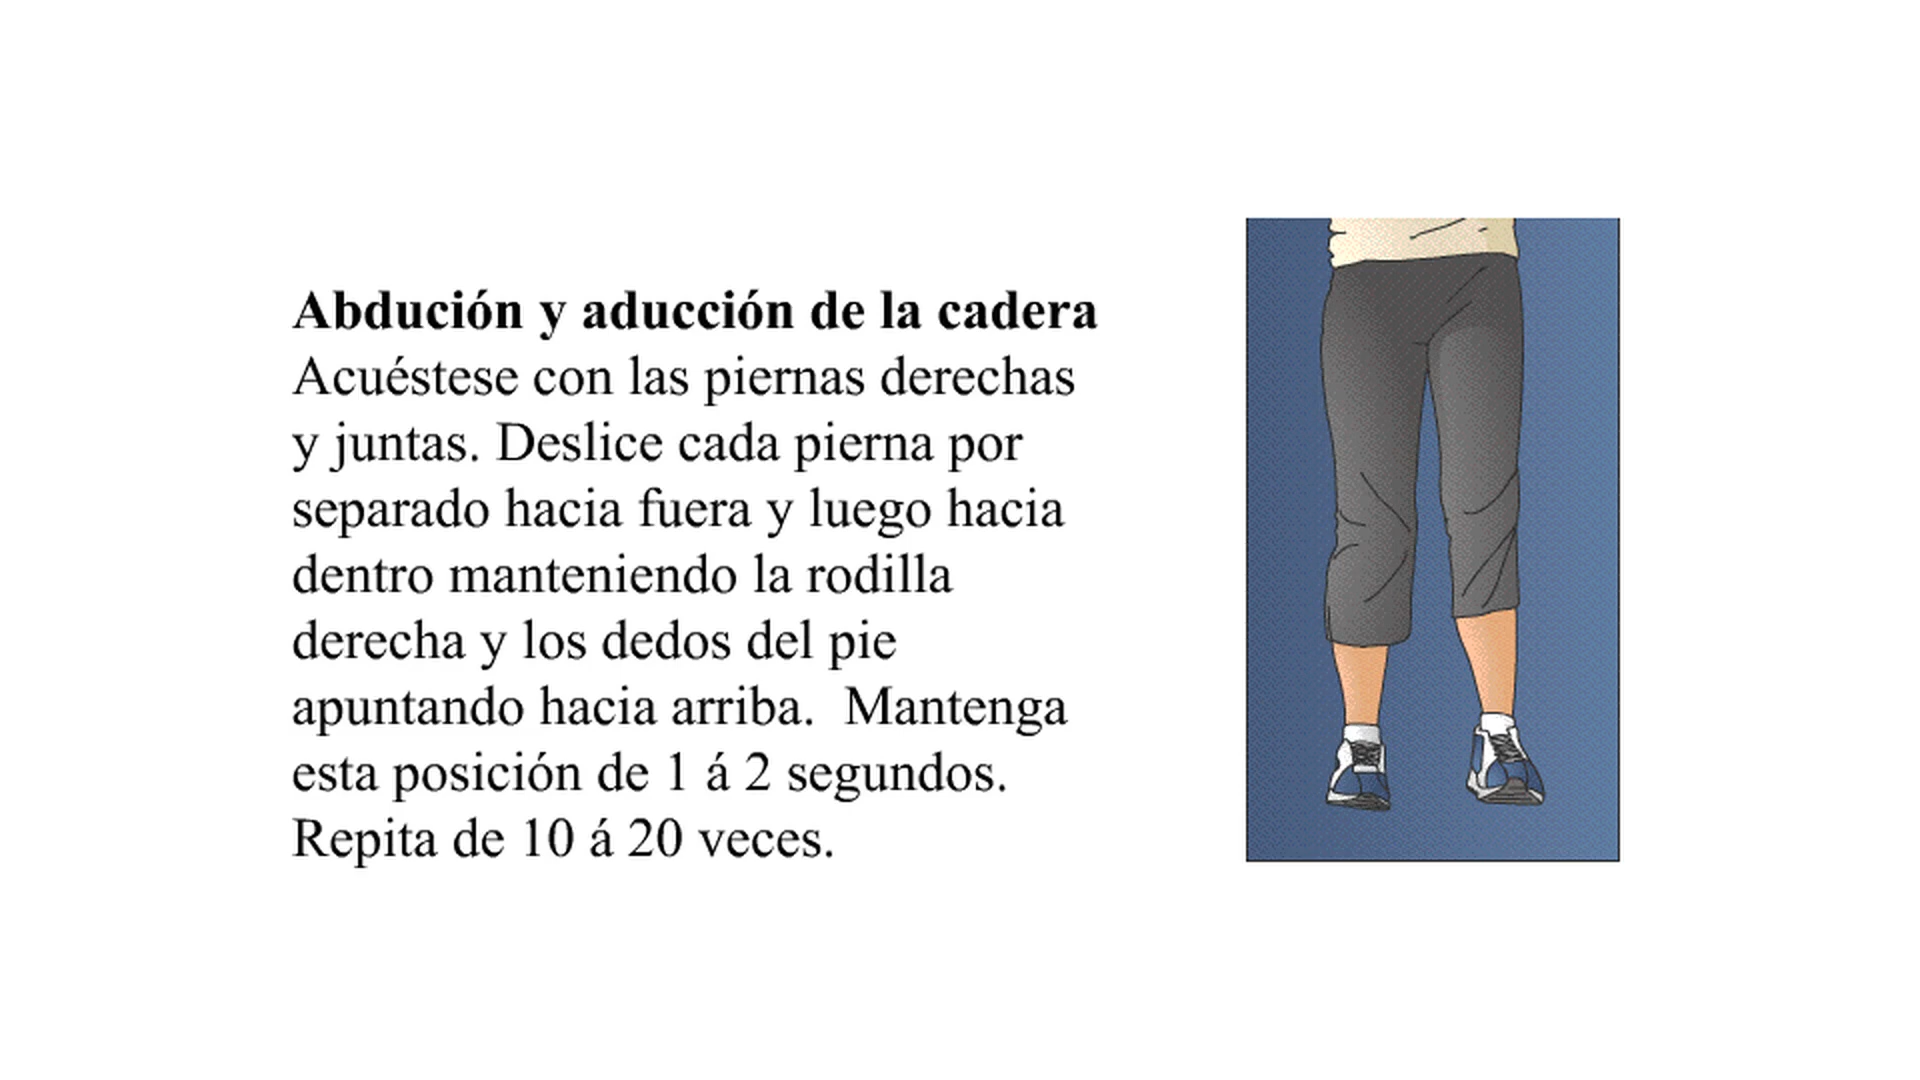 Abdución y aducción de la cadera
Acuéstese con las piernas derechas
y juntas. Deslice cada pierna por
separado hacia fuera y luego hacia
dentro manteniendo la rodilla
derecha y los dedos del pie
apuntando hacia arriba.  Mantenga
esta posición de 1 á 2 segundos.
Repita de 10 á 20 veces.